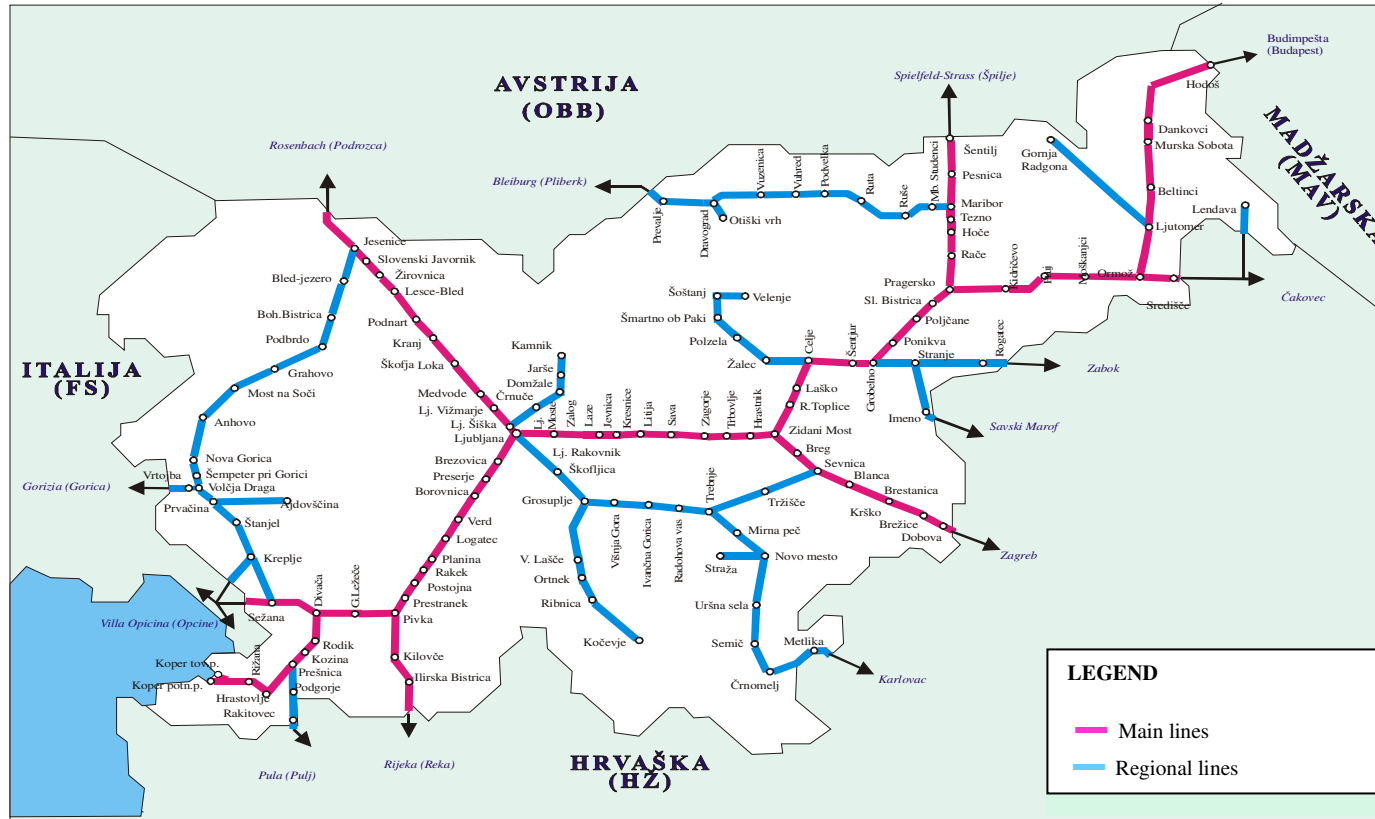 Budimpešta
(Budapest)
AVSTRIJA
(OBB)
Spielfeld-Strass (Špilje)
Hodoš
MADŽARSKA
(MAV)
Rosenbach (Podrozca)
Bleiburg (Pliberk)
Vuzenica
Vuhred
Podvelka
Ruta
Ruše
Mb. Studenci
Šentilj
Pesnica
Maribor
Tezno
Hoče
Rače
Gornja
Radgona
Dankovci
Murska Sobota
Beltinci
Ljutomer
Lendava
Prevalje
Dravograd
Otiški vrh
Jesenice
Slovenski Javornik
Žirovnica
Lesce-Bled
Bled-jezero
Boh.Bistrica
Podbrdo
Grahovo
Most na Soči
Anhovo
Podnart
Kranj
Škofja Loka
Medvode
Lj. Vižmarje
Lj. Šiška
Ljubljana
Kamnik
Jarše
Domžale
Črnuče
Šoštanj
Velenje
Šmartno ob Paki
Polzela
Žalec
Celje
Šentjur
Grobelno
Pragersko
Sl. Bistrica
Poljčane
Ponikva
Stranje
Rogatec
Kidričevo
Ptuj
Moškanjci
Ormož
Središče
Čakovec
Zabok
Imeno
Savski Marof
ITALIJA
(FS)
Laško
R.Toplice
Zidani Most
Lj.
Moste
Zalog
Laze
Jevnica
Kresnice
Litija
Sava
Zagorje
Trbovlje
Hrastnik
Breg
Sevnica
Blanca
Brestanica
Krško
Brežice
Dobova
Zagreb
Nova Gorica
Šempeter pri Gorici
Vrtojba
Gorizia (Gorica)
Volčja Draga
Prvačina
Ajdovščina
Štanjel
Kreplje
Sežana
Villa Opicina (Opcine)
Brezovica
Preserje
Borovnica
Verd
Logatec
Planina
Rakek
Postojna
Prestranek
Pivka
Lj. Rakovnik
Škofljica
Grosuplje
Višnja Gora
Ivančna Gorica
Radohova vas
Trebnje
Tržišče
Mirna peč
Novo mesto
Straža
V. Lašče
Ortnek
Ribnica
Kočevje
Uršna sela
Semič
Metlika
Črnomelj
Karlovac
Divača
G.Ležeče
Rodik
Kozina
Prešnica
Podgorje
Rižana
Koper tov.p.
Koper potn.p.
Hrastovlje
Rakitovec
Kilovče
Ilirska Bistrica
Pula (Pulj)
Rijeka (Reka)
HRVAŠKA
(HŽ)
LEGEND
Main lines
Regional lines